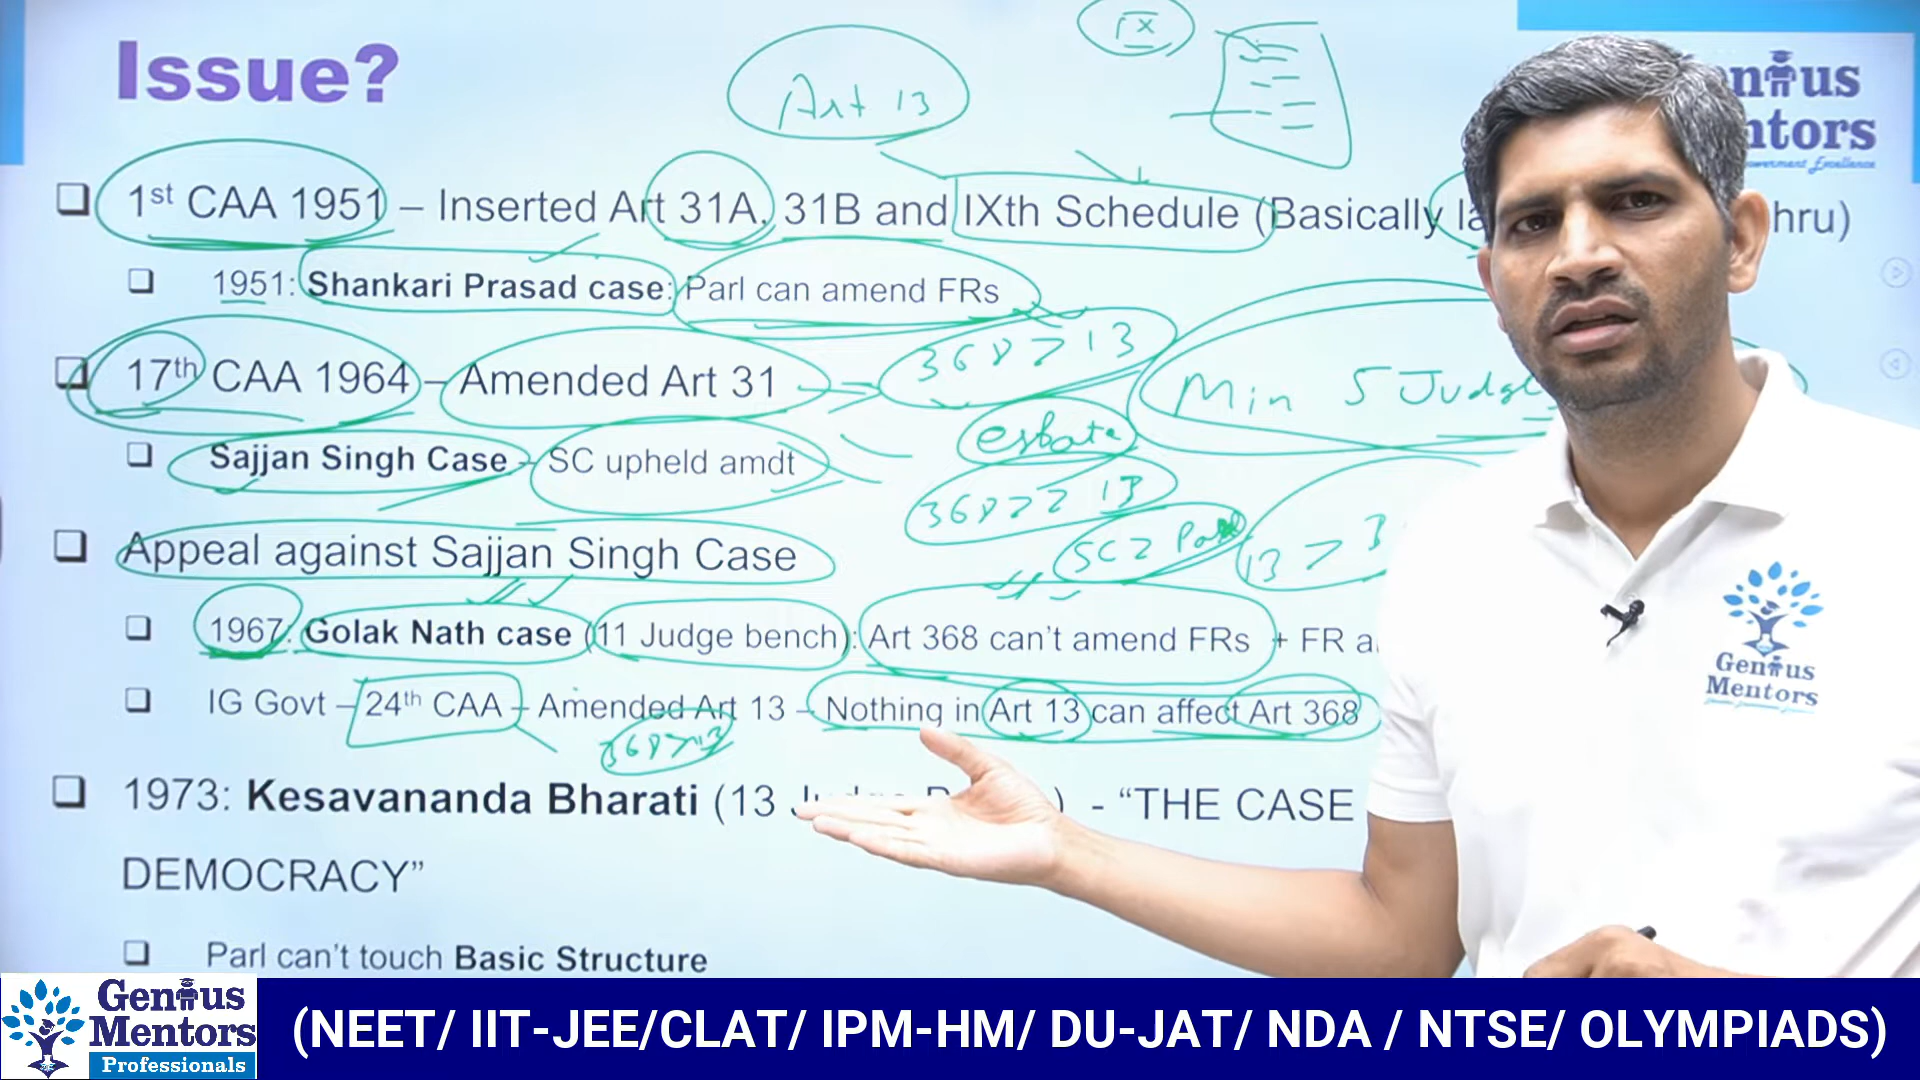 Issue?
Art 13
IX
1st CAA 1951 – Inserted Art 31A, 31B and IXth Schedule (Basically la hru)
1951: Shankari Prasad case: Parl can amend FRs
368 > 13
17th CAA 1964 – Amended Art 31
Min 5 Judge
estate
Sajjan Singh Case – SC upheld amdt
368 > 13
SC
13 > 3
Appeal against Sajjan Singh Case
1967: Golak Nath case (11 Judge bench): Art 368 can't amend FRs + FR a
IG Govt – 24th CAA – Amended Art 13 – Nothing in Art 13 can affect Art 368
368 > 13
1973: Kesavananda Bharati (13 ) - “THE CASE
DEMOCRACY”
Parl can't touch Basic Structure
enius
ntors
owerment Excellence
Genius
Mentors
Genius
Mentors
Professionals
(NEET/ IIT-JEE/CLAT/ IPM-HM/ DU-JAT/ NDA / NTSE/ OLYMPIADS)